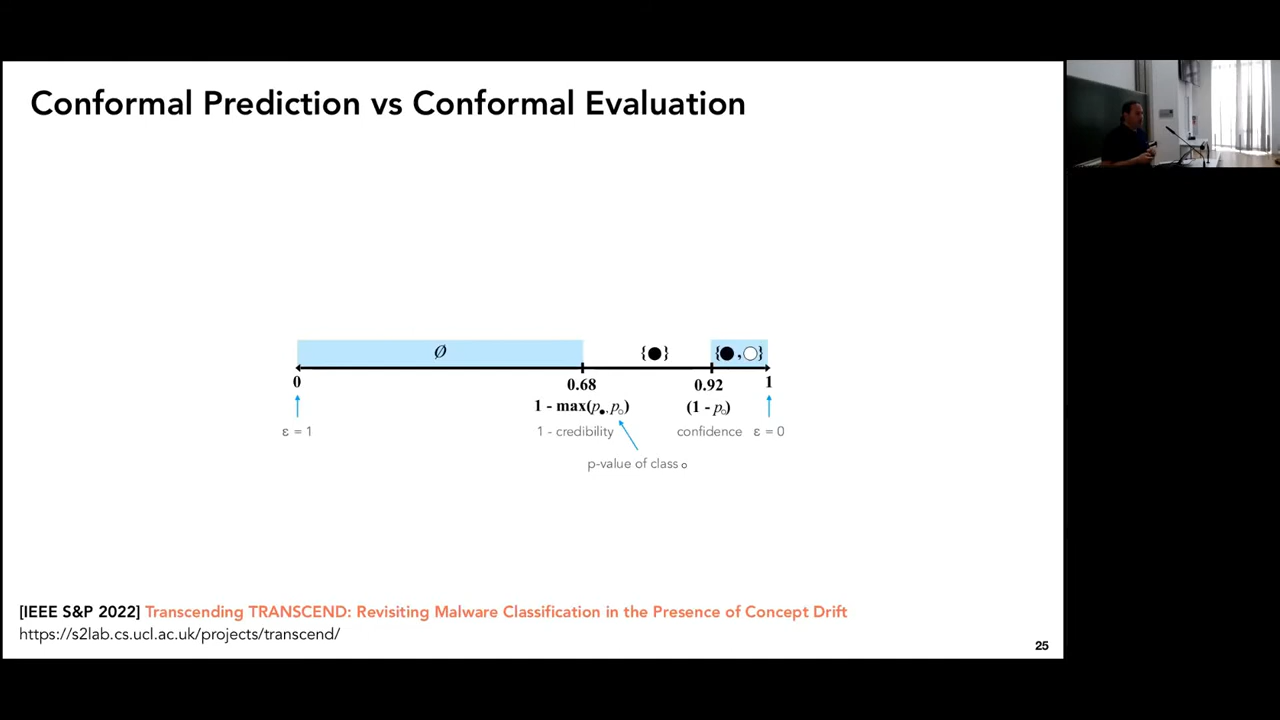 Conformal Prediction vs Conformal Evaluation
Ø {●} {●,○}
0 0.68 0.92 1
1 - max(p●, p○) (1 - p○)
ε = 1 1 - credibility confidence ε = 0
p-value of class ○
[IEEE S&P 2022] Transcending TRANSCEND: Revisiting Malware Classification in the Presence of Concept Drift
https://s2lab.cs.ucl.ac.uk/projects/transcend/
25